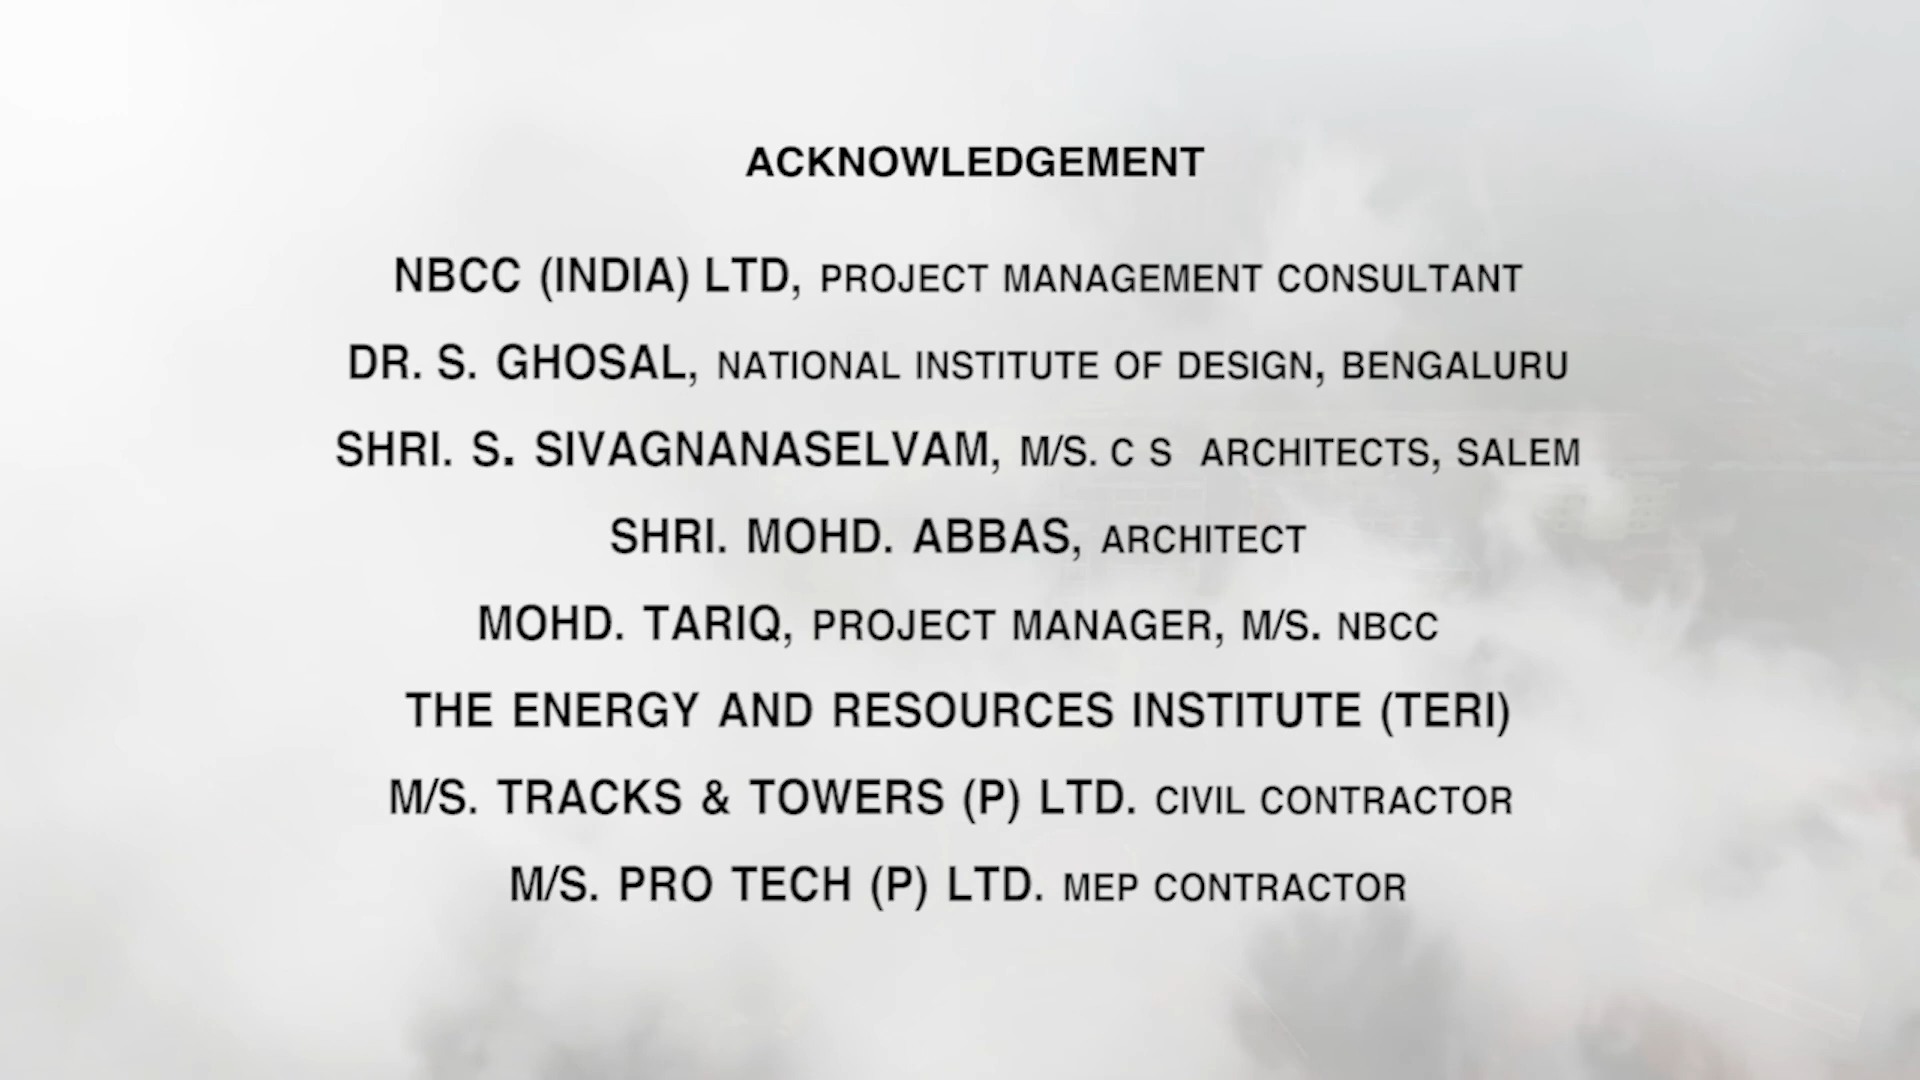 ACKNOWLEDGEMENT
NBCC (INDIA) LTD, PROJECT MANAGEMENT CONSULTANT
DR. S. GHOSAL, NATIONAL INSTITUTE OF DESIGN, BENGALURU
SHRI. S. SIVAGNANASELVAM, M/S. C S ARCHITECTS, SALEM
SHRI. MOHD. ABBAS, ARCHITECT
MOHD. TARIQ, PROJECT MANAGER, M/S. NBCC
THE ENERGY AND RESOURCES INSTITUTE (TERI)
M/S. TRACKS & TOWERS (P) LTD. CIVIL CONTRACTOR
M/S. PRO TECH (P) LTD. MEP CONTRACTOR